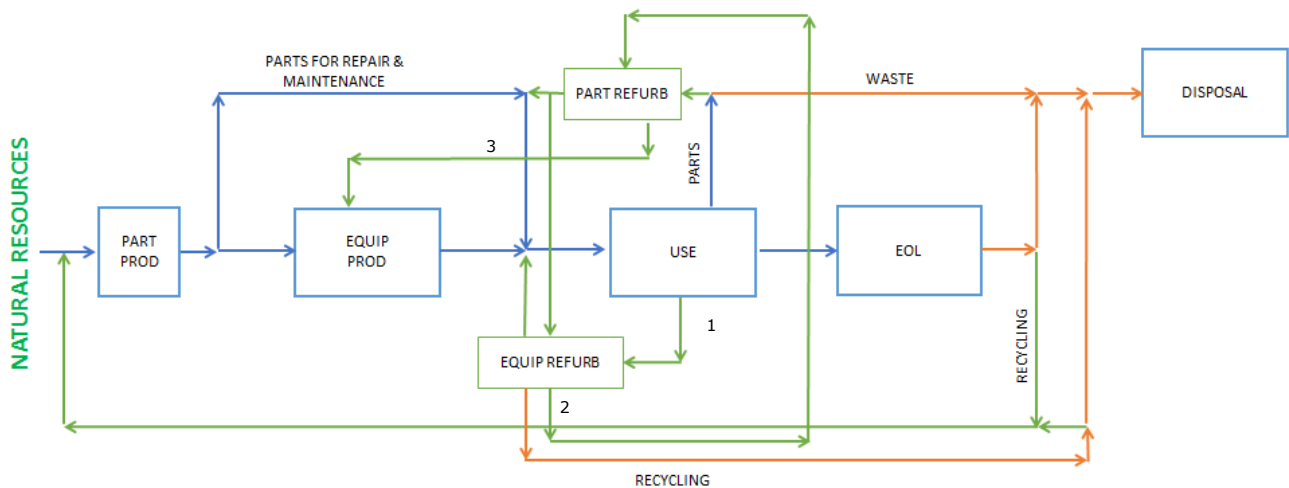 PARTS FOR REPAIR &
MAINTENANCE
PART REFURB
WASTE
DISPOSAL
3
PARTS
NATURAL RESOURCES
PART
PROD
EQUIP
PROD
USE
EOL
1
EQUIP REFURB
RECYCLING
2
RECYCLING